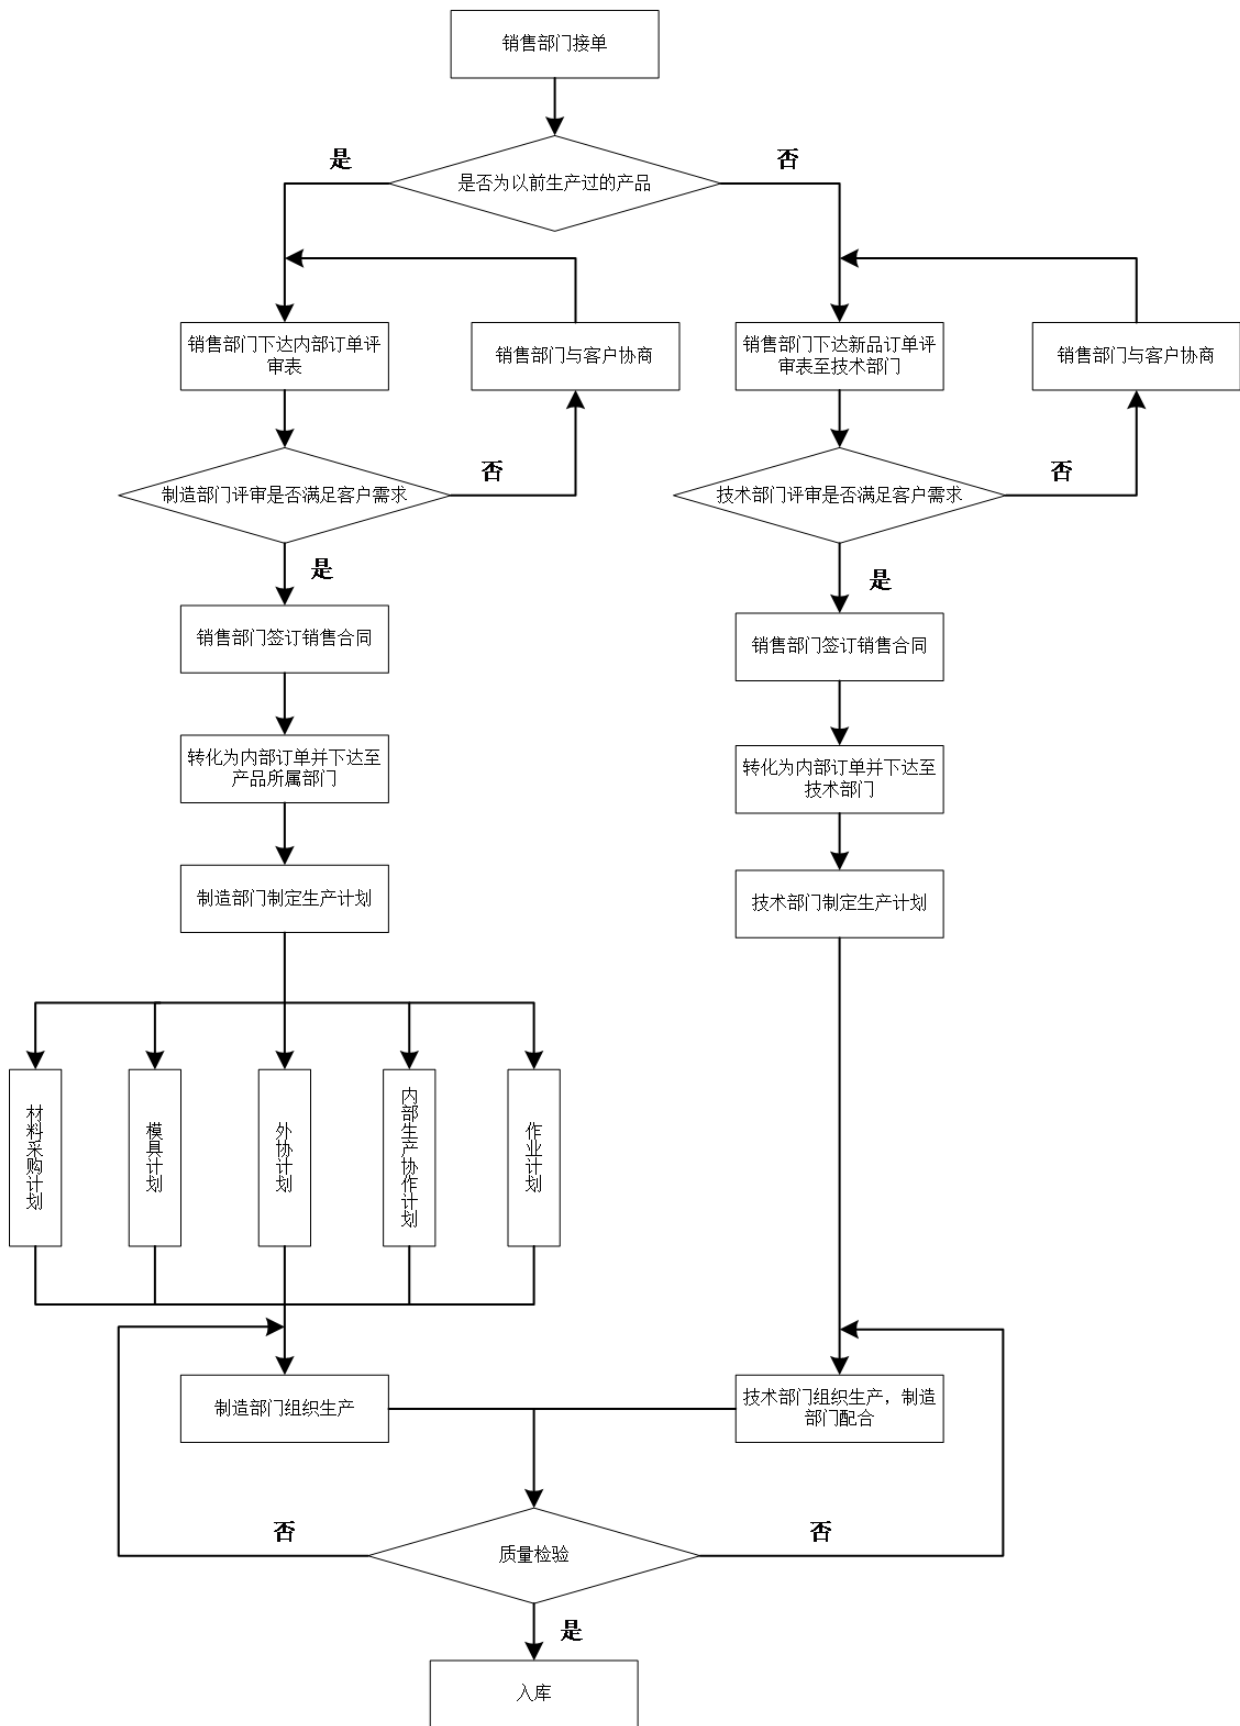 销售部门接单
是
否
是否为以前生产过的产品
销售部门下达内部订单评
审表
销售部门与客户协商
销售部门下达新品订单评
审表至技术部门
销售部门与客户协商
制造部门评审是否满足客户需求
否
技术部门评审是否满足客户需求
否
是
是
销售部门签订销售合同
销售部门签订销售合同
转化为内部订单并下达至
产品所属部门
转化为内部订单并下达至
技术部门
制造部门制定生产计划
技术部门制定生产计划
材料采购计划
模具计划
外协计划
内部生产协作计划
作业计划
制造部门组织生产
技术部门组织生产，制造
部门配合
否
质量检验
否
是
入库